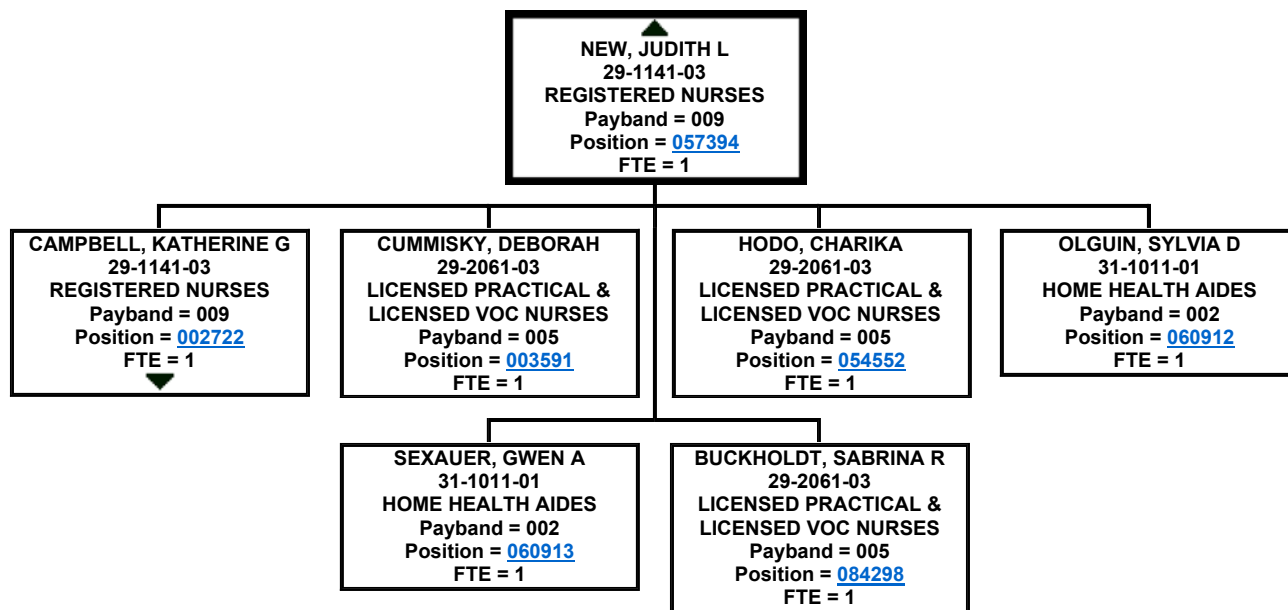 NEW, JUDITH L
29-1141-03
REGISTERED NURSES
Payband = 009
Position = 057394
FTE = 1
CAMPBELL, KATHERINE G
29-1141-03
REGISTERED NURSES
Payband = 009
Position = 002722
FTE = 1
CUMMISKY, DEBORAH
29-2061-03
LICENSED PRACTICAL &
LICENSED VOC NURSES
Payband = 005
Position = 003591
FTE = 1
HODO, CHARIKA
29-2061-03
LICENSED PRACTICAL &
LICENSED VOC NURSES
Payband = 005
Position = 054552
FTE = 1
OLGUIN, SYLVIA D
31-1011-01
HOME HEALTH AIDES
Payband = 002
Position = 060912
FTE = 1
SEXAUER, GWEN A
31-1011-01
HOME HEALTH AIDES
Payband = 002
Position = 060913
FTE = 1
BUCKHOLDT, SABRINA R
29-2061-03
LICENSED PRACTICAL &
LICENSED VOC NURSES
Payband = 005
Position = 084298
FTE = 1